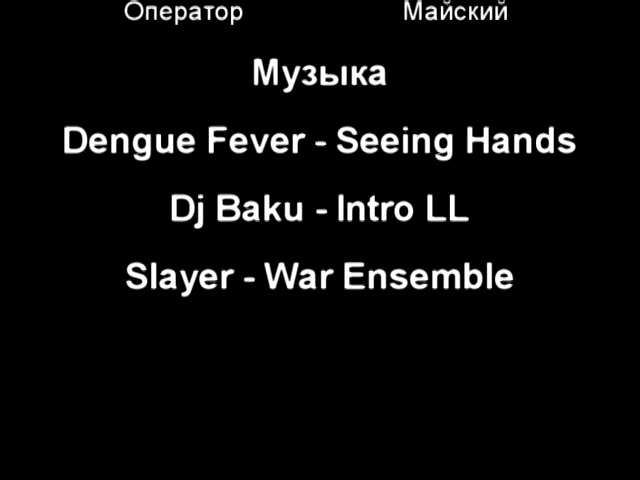 Оператор Майский
Музыка
Dengue Fever - Seeing Hands
Dj Baku - Intro LL
Slayer - War Ensemble